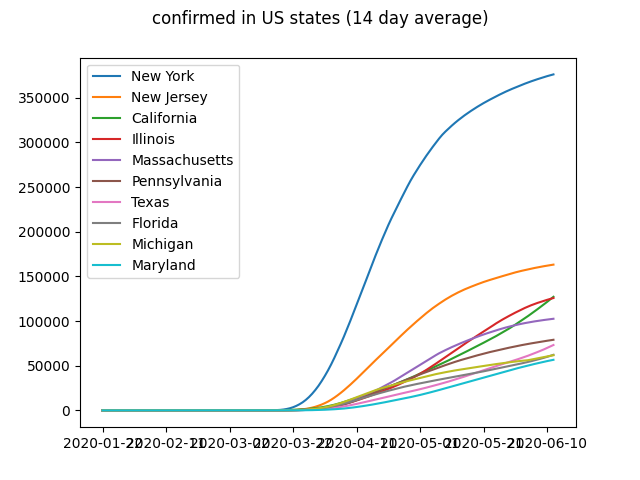 confirmed in US states (14 day average)
350000
300000
250000
200000
150000
100000
50000
0
New York
New Jersey
California
Illinois
Massachusetts
Pennsylvania
Texas
Florida
Michigan
Maryland
2020-01-22 2020-02-11 2020-03-02 2020-03-22 2020-04-11 2020-05-01 2020-05-21 2020-06-10